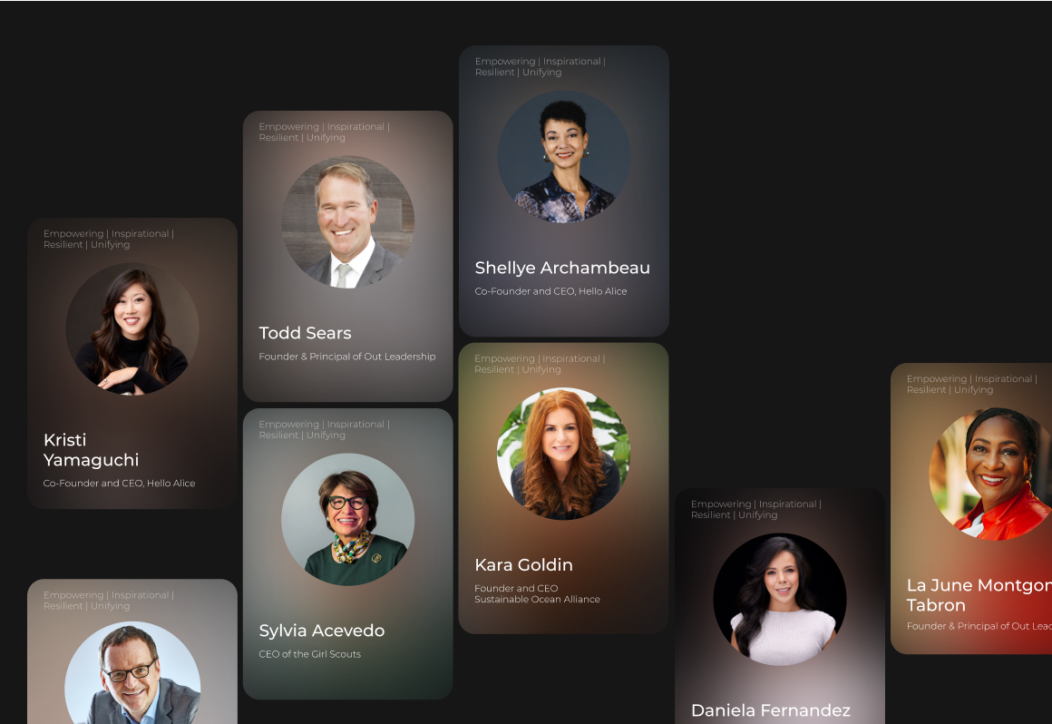 Empowering | Inspirational |
Resilient | Unifying
Kristi
Yamaguchi
Co-Founder and CEO, Hello Alice
Empowering | Inspirational |
Resilient | Unifying
Empowering | Inspirational |
Resilient | Unifying
Todd Sears
Founder & Principal of Out Leadership
Empowering | Inspirational |
Resilient | Unifying
Sylvia Acevedo
CEO of the Girl Scouts
Empowering | Inspirational |
Resilient | Unifying
Shellye Archambeau
Co-Founder and CEO, Hello Alice
Empowering | Inspirational |
Resilient | Unifying
Kara Goldin
Founder and CEO
Sustainable Ocean Alliance
Empowering | Inspirational |
Resilient | Unifying
Daniela Fernandez
Empowering | Inspirational |
Resilient | Unifying
La June
Tabron
Founder & Principal of Out